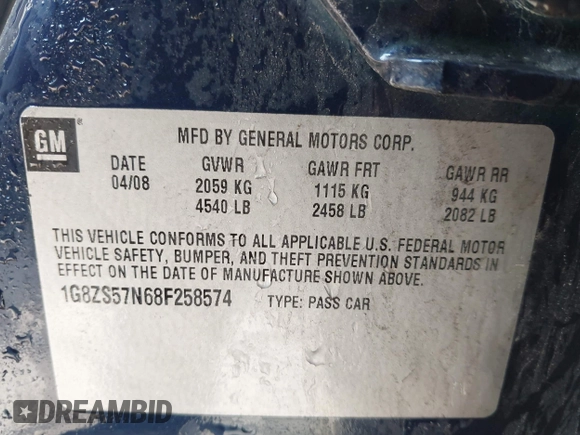 GM
MFD BY GENERAL MOTORS CORP.
DATE GVWR GAWR FRT GAWR RR
04/08 2059 KG 1115 KG 944 KG
4540 LB 2458 LB 2082 LB
THIS VEHICLE CONFORMS TO ALL APPLICABLE U.S. FEDERAL MOTOR
VEHICLE SAFETY, BUMPER, AND THEFT PREVENTION STANDARDS IN
EFFECT ON THE DATE OF MANUFACTURE SHOWN ABOVE.
1G8ZS57N68F258574 TYPE: PASS CAR
DREAMBID